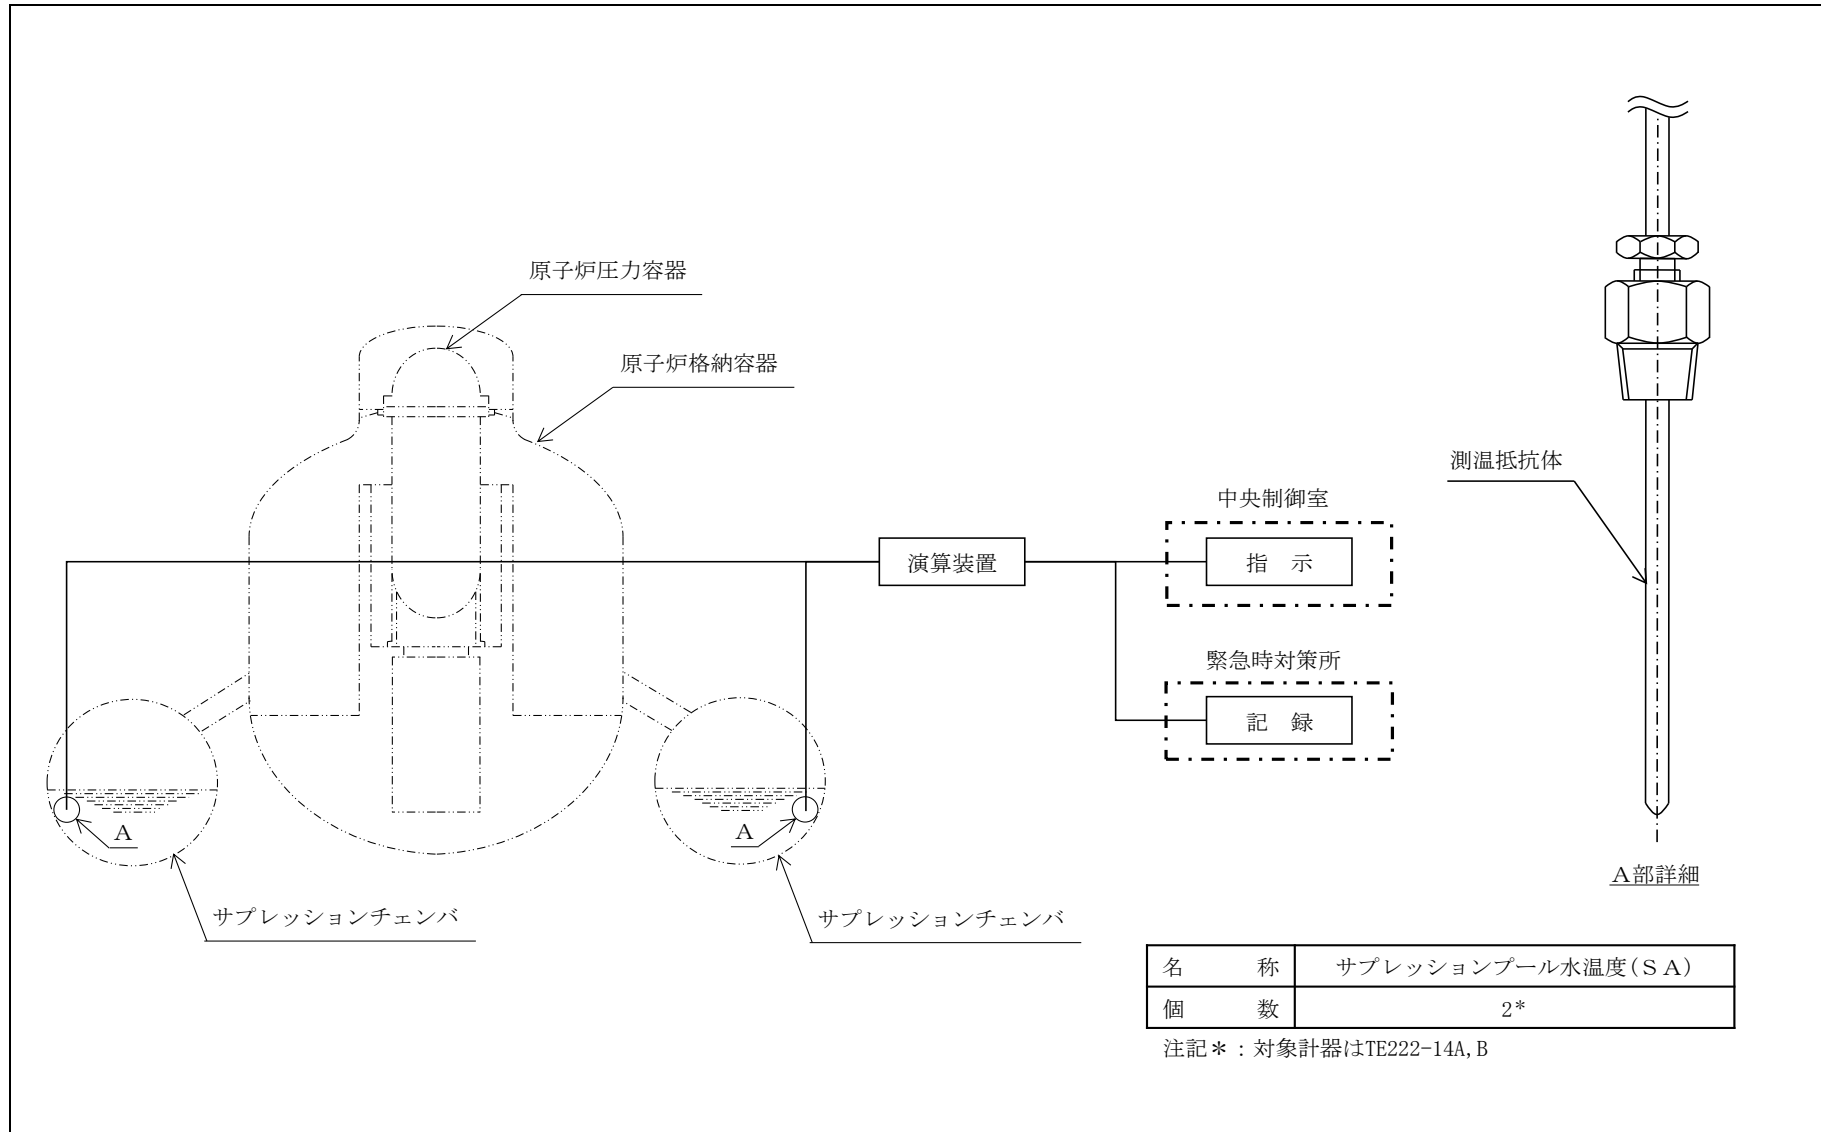 原子炉圧力容器
原子炉格納容器
測温抵抗体
中央制御室
演算装置
指　示
緊急時対策所
記　録
A
A
A部詳細
サプレッションチェンバ
サプレッションチェンバ
名　称　サプレッションプール水温度(SA)
個　数　2*
注記*：対象計器はTE222-14A,B